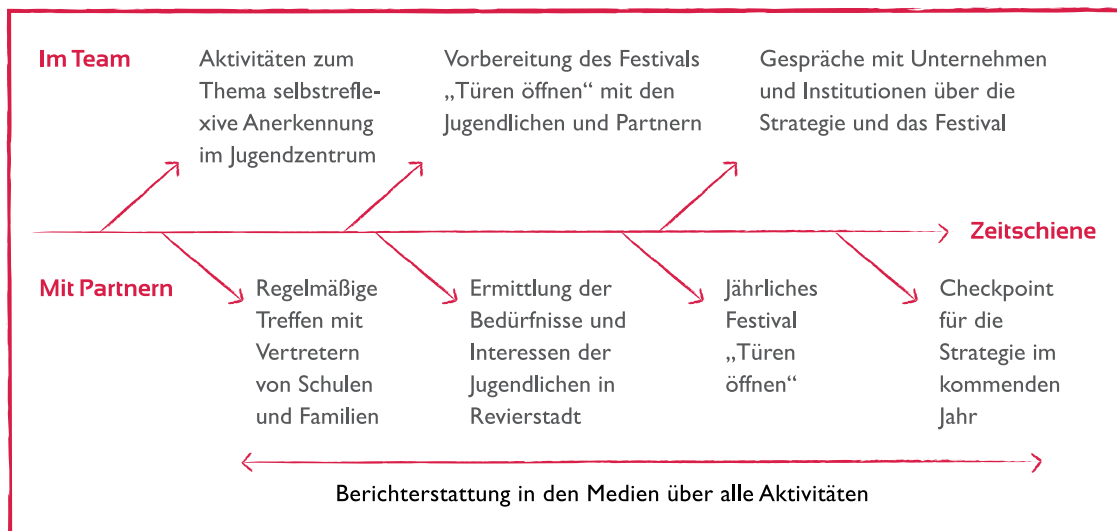 Im Team
Aktivitäten zum
Thema selbstrefle-
xive Anerkennung
im Jugendzentrum
Vorbereitung des Festivals
„Türen öffnen“ mit den
Jugendlichen und Partnern
Gespräche mit Unternehmen
und Institutionen über die
Strategie und das Festival
Zeitschiene
Mit Partnern
Regelmäßige
Treffen mit
Vertretern
von Schulen
und Familien
Ermittlung der
Bedürfnisse und
Interessen der
Jugendlichen in
Revierstadt
Jährliches
Festival
„Türen
öffnen“
Checkpoint
für die
Strategie im
kommenden
Jahr
Berichterstattung in den Medien über alle Aktivitäten